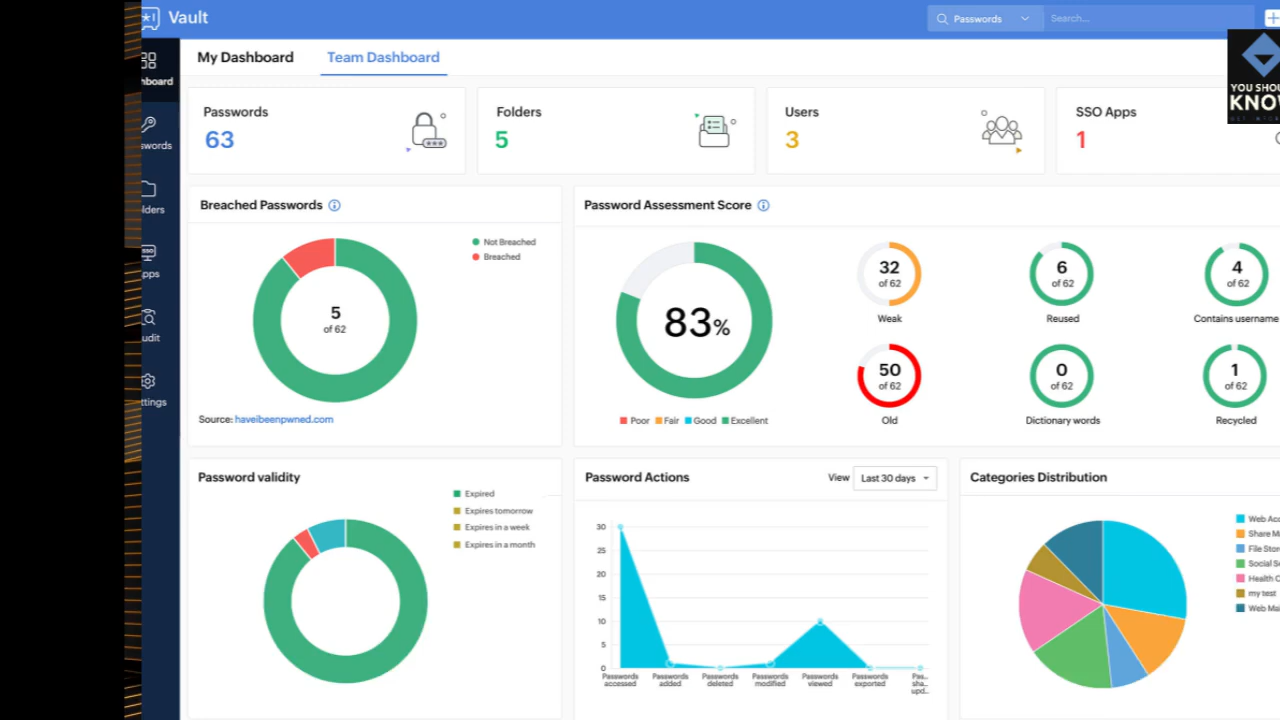 Vault
Passwords
Search...
My Dashboard
Team Dashboard
Passwords
63
Folders
5
Users
3
SSO Apps
1
YOU SHOU
KNOW
hboard
swords
lders
SSO
pps
udit
ttings
Breached Passwords
Not Breached
Breached
5
of 62
Source: haveibeenpwned.com
Password Assessment Score
83%
Poor
Fair
Good
Excellent
32
of 62
Weak
6
of 62
Reused
4
of 62
Contains username
50
of 62
Old
0
of 62
Dictionary words
1
of 62
Recycled
Password validity
Expired
Expires tomorrow
Expires in a week
Expires in a month
Password Actions
View
Last 30 days
30
25
20
15
10
5
0
Passwords accessed
Passwords added
Passwords deleted
Passwords modified
Passwords viewed
Passwords exported
Pas... sha... upd...
Categories Distribution
Web Acc
Share Ma
File Stor
Social Se
Health C
my test
Web Mai